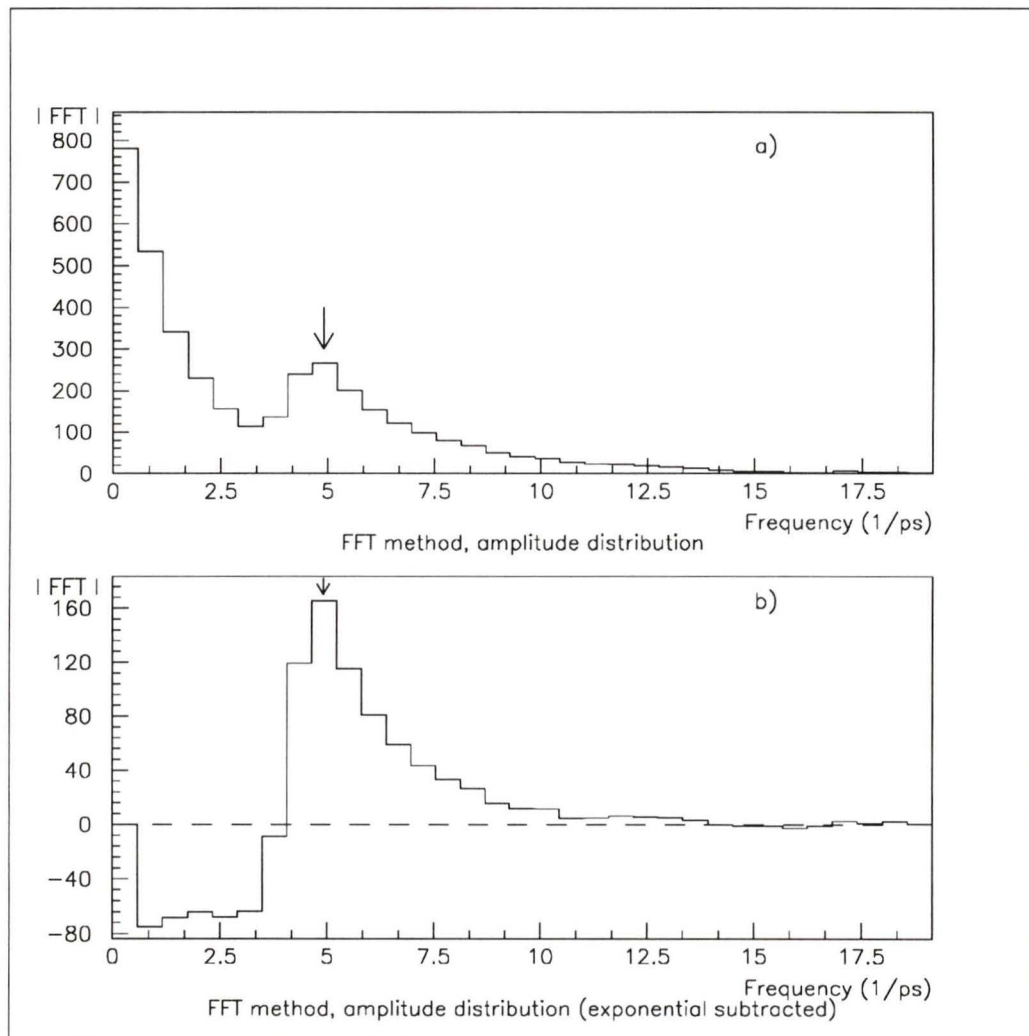 | FFT |
a)
800
700
600
500
400
300
200
100
0
0 2.5 5 7.5 10 12.5 15 17.5
Frequency (1/ps)
FFT method, amplitude distribution
| FFT |
b)
160
120
80
40
0
−40
−80
0 2.5 5 7.5 10 12.5 15 17.5
Frequency (1/ps)
FFT method, amplitude distribution (exponential subtracted)